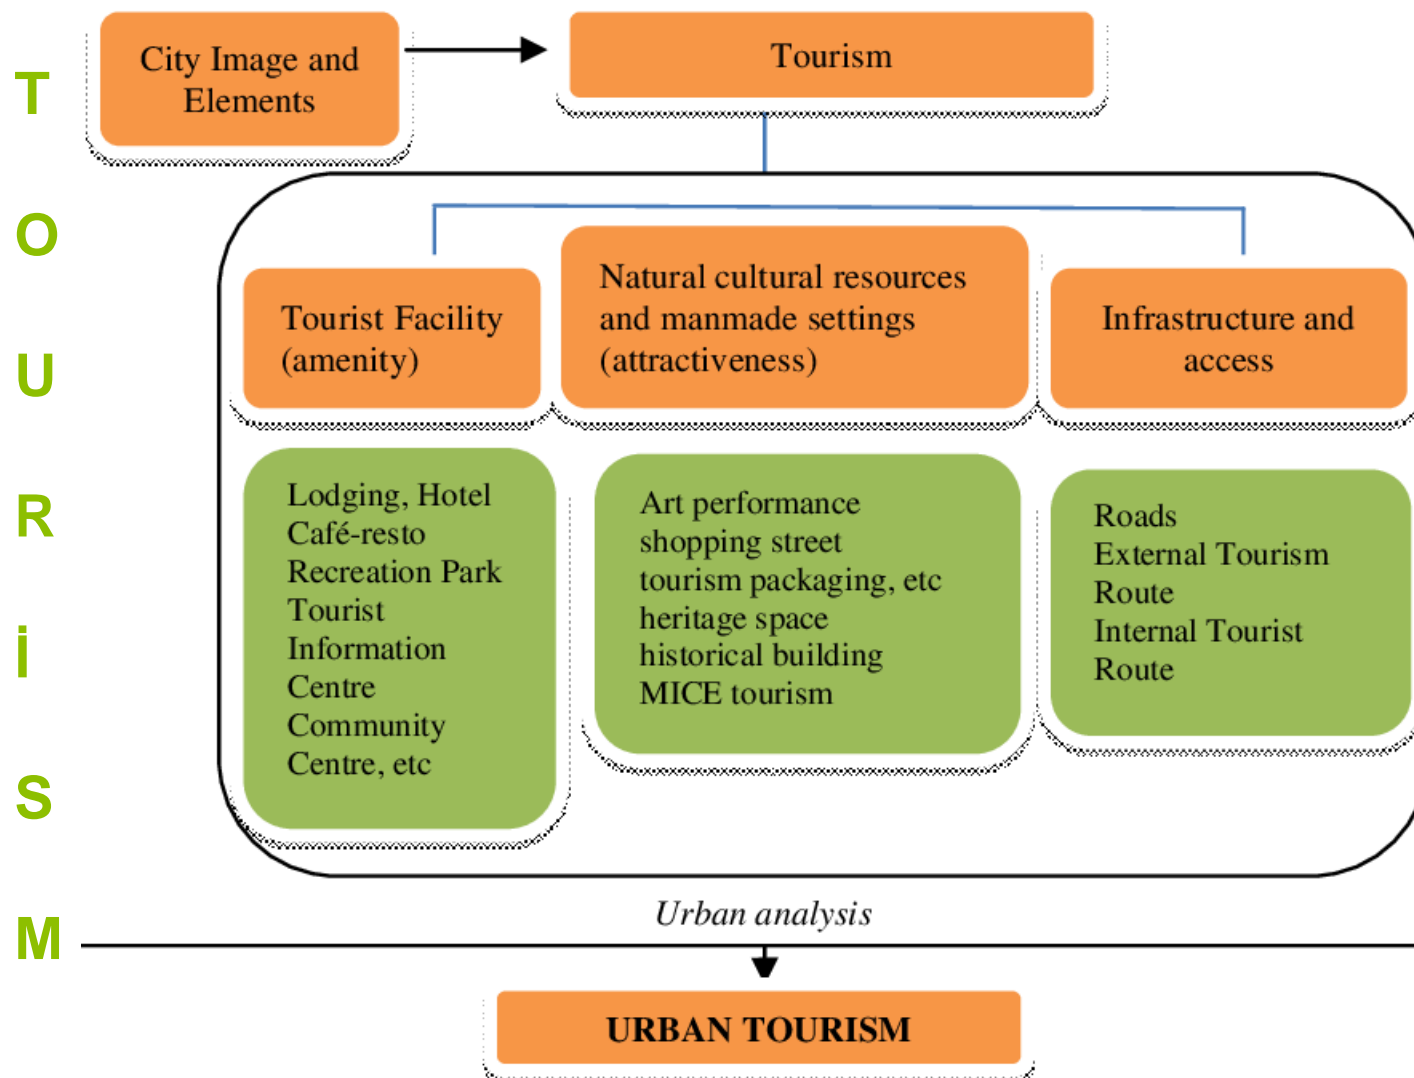 T
O
U
R
İ
S
M
City Image and
Elements
Tourism
Tourist Facility
(amenity)
Natural cultural resources
and manmade settings
(attractiveness)
Infrastructure and
access
Lodging, Hotel
Café-resto
Recreation Park
Tourist
Information
Centre
Community
Centre, etc
Art performance
shopping street
tourism packaging, etc
heritage space
historical building
MICE tourism
Roads
External Tourism
Route
Internal Tourist
Route
Urban analysis
URBAN TOURISM